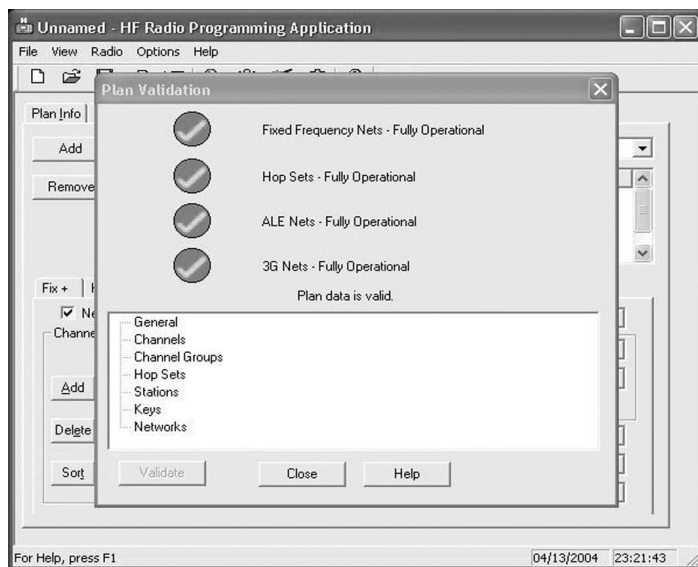 Unnamed - HF Radio Programming Application
File View Radio Options Help
Plan Validation
Plan Info
Add
Remove
Fixed Frequency Nets - Fully Operational
Hop Sets - Fully Operational
ALE Nets - Fully Operational
3G Nets - Fully Operational
Plan data is valid.
Fix +
General
Channels
Channel Groups
Hop Sets
Stations
Keys
Networks
Add
Delete
Sort
Validate Close Help
For Help, press F1 04/13/2004 23:21:43